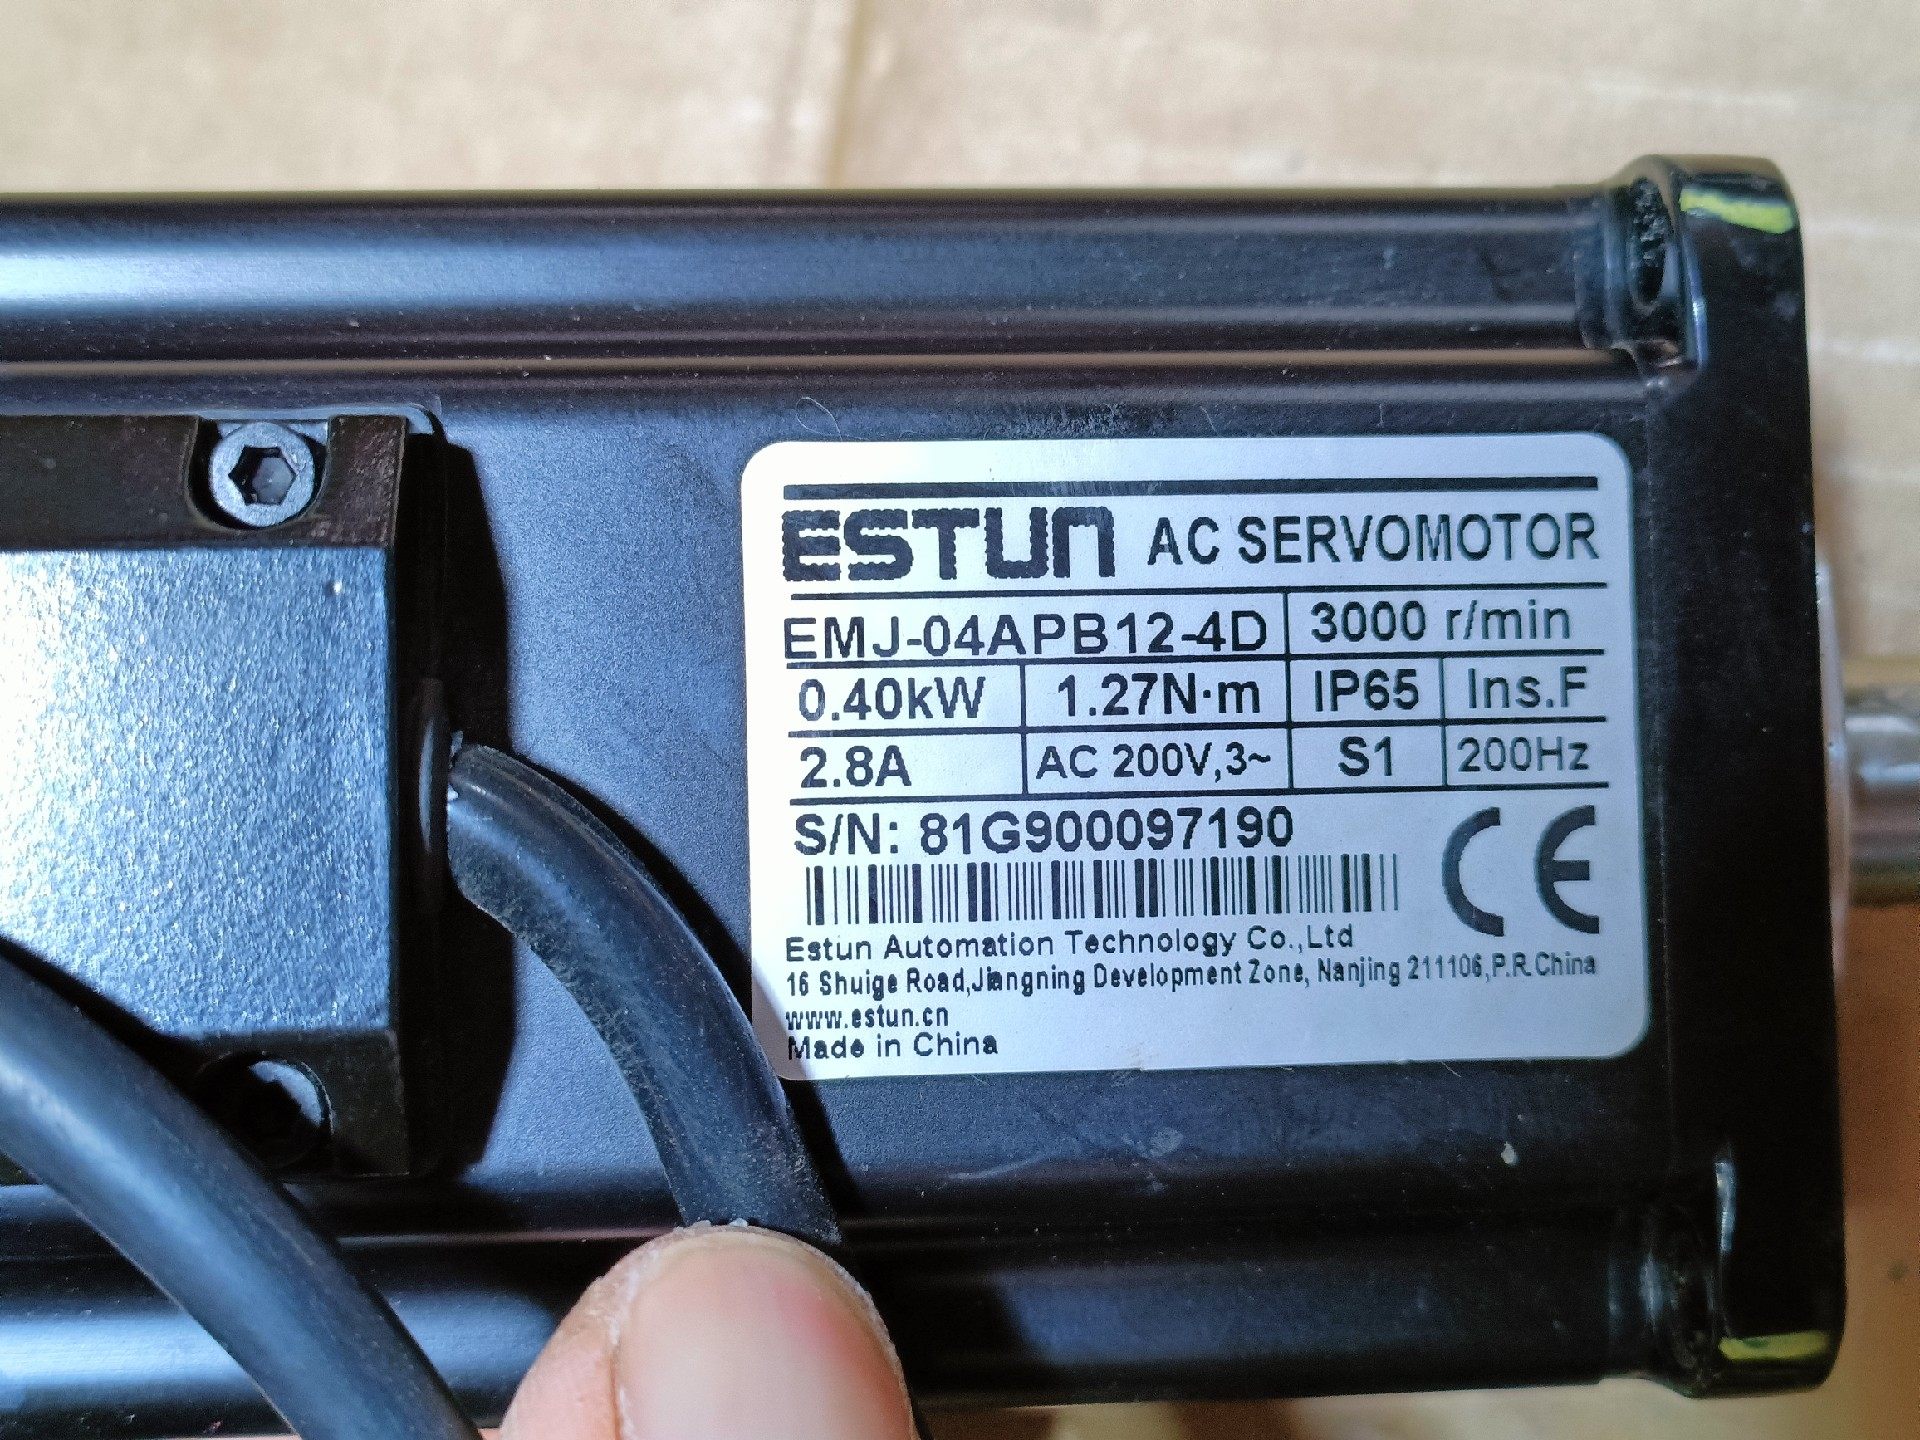 ESTUN AC SERVOMOTOR
EMJ-04APB12-4D 3000 r/min
0.40kW 1.27N·m IP65 Ins.F
2.8A AC 200V,3~ S1 200Hz
S/N: 81G900097190
CE
Estun Automation Technology Co.,Ltd
16 Shuige Road,Jiangning Development Zone, Nanjing 211106,P.R.China
www.estun.cn
Made in China